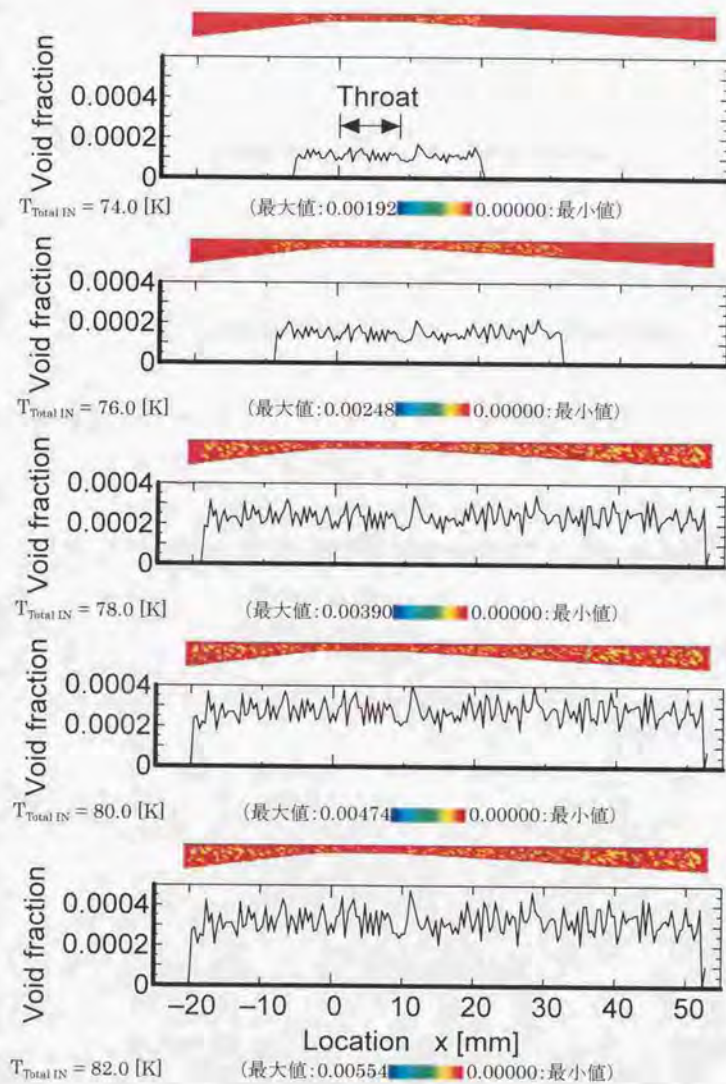 Void fraction
0.0004
0.0002
0
Throat
T Total IN = 74.0 [K] (最大値:0.00192 0.00000:最小値)
Void fraction
0.0004
0.0002
0
T Total IN = 76.0 [K] (最大値:0.00248 0.00000:最小値)
Void fraction
0.0004
0.0002
0
T Total IN = 78.0 [K] (最大値:0.00390 0.00000:最小値)
Void fraction
0.0004
0.0002
0
T Total IN = 80.0 [K] (最大値:0.00474 0.00000:最小値)
Void fraction
0.0004
0.0002
0
−20 −10 0 10 20 30 40 50
Location x [mm]
T Total IN = 82.0 [K] (最大値:0.00554 0.00000:最小値)